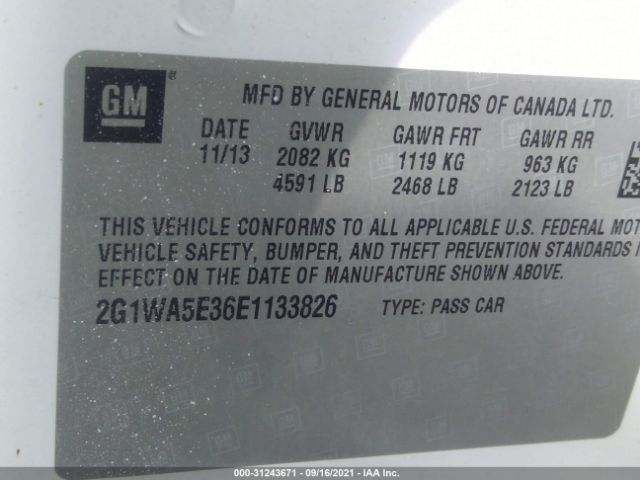 GM ®
MFD BY GENERAL MOTORS OF CANADA LTD.
DATE GVWR GAWR FRT GAWR RR
11/13 2082 KG 1119 KG 963 KG
4591 LB 2468 LB 2123 LB
THIS VEHICLE CONFORMS TO ALL APPLICABLE U.S. FEDERAL MOT
VEHICLE SAFETY, BUMPER, AND THEFT PREVENTION STANDARDS I
EFFECT ON THE DATE OF MANUFACTURE SHOWN ABOVE.
2G1WA5E36E1133826 TYPE: PASS CAR
000-31243671 - 09/16/2021 - IAA Inc.